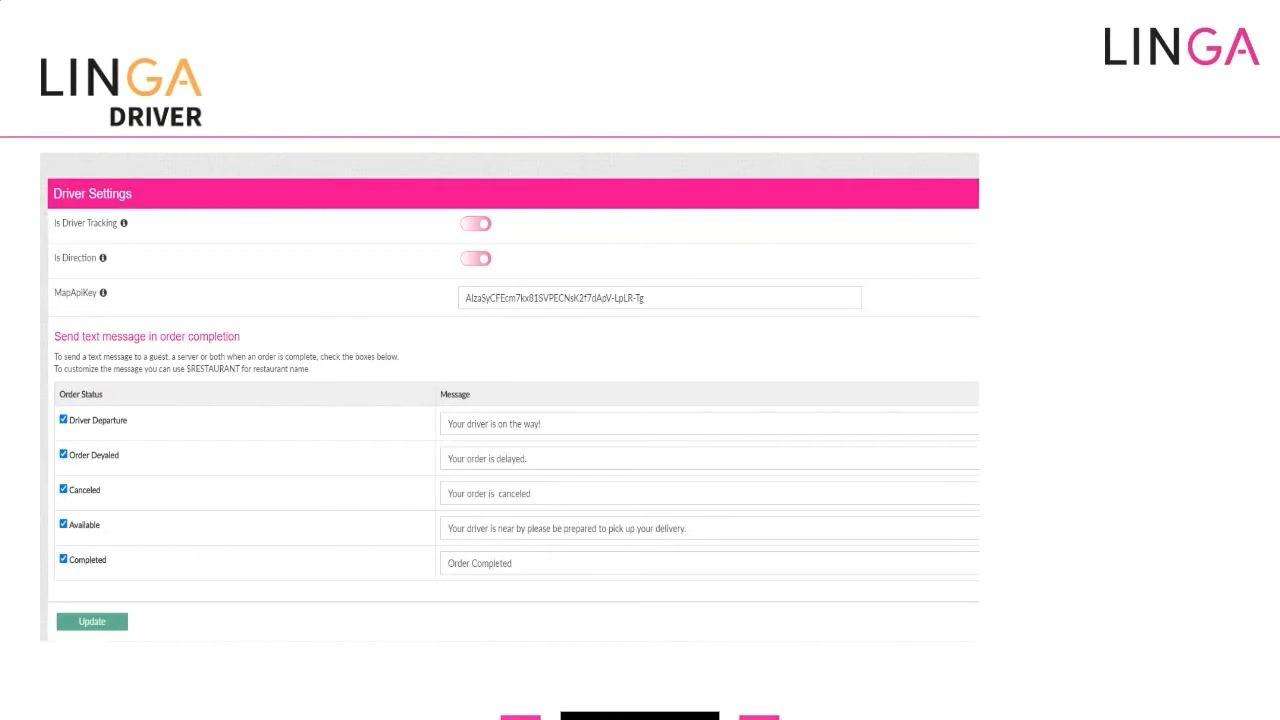 LINGA
LINGA
DRIVER
Driver Settings
Is Driver Tracking
Is Direction
MapApiKey
AIzaSyCFEcm7kx81SVPECNsK2f7dApV-LpLR-Tg
Send text message in order completion
To send a text message to a guest, a server or both when an order is complete, check the boxes below.
To customize the message you can use $RESTAURANT for restaurant name.
Order Status Message
Driver Departure Your driver is on the way!
Order Deyaled Your order is delayed.
Canceled Your order is  canceled
Available Your driver is near by please be prepared to pick up your delivery.
Completed Order Completed
Update